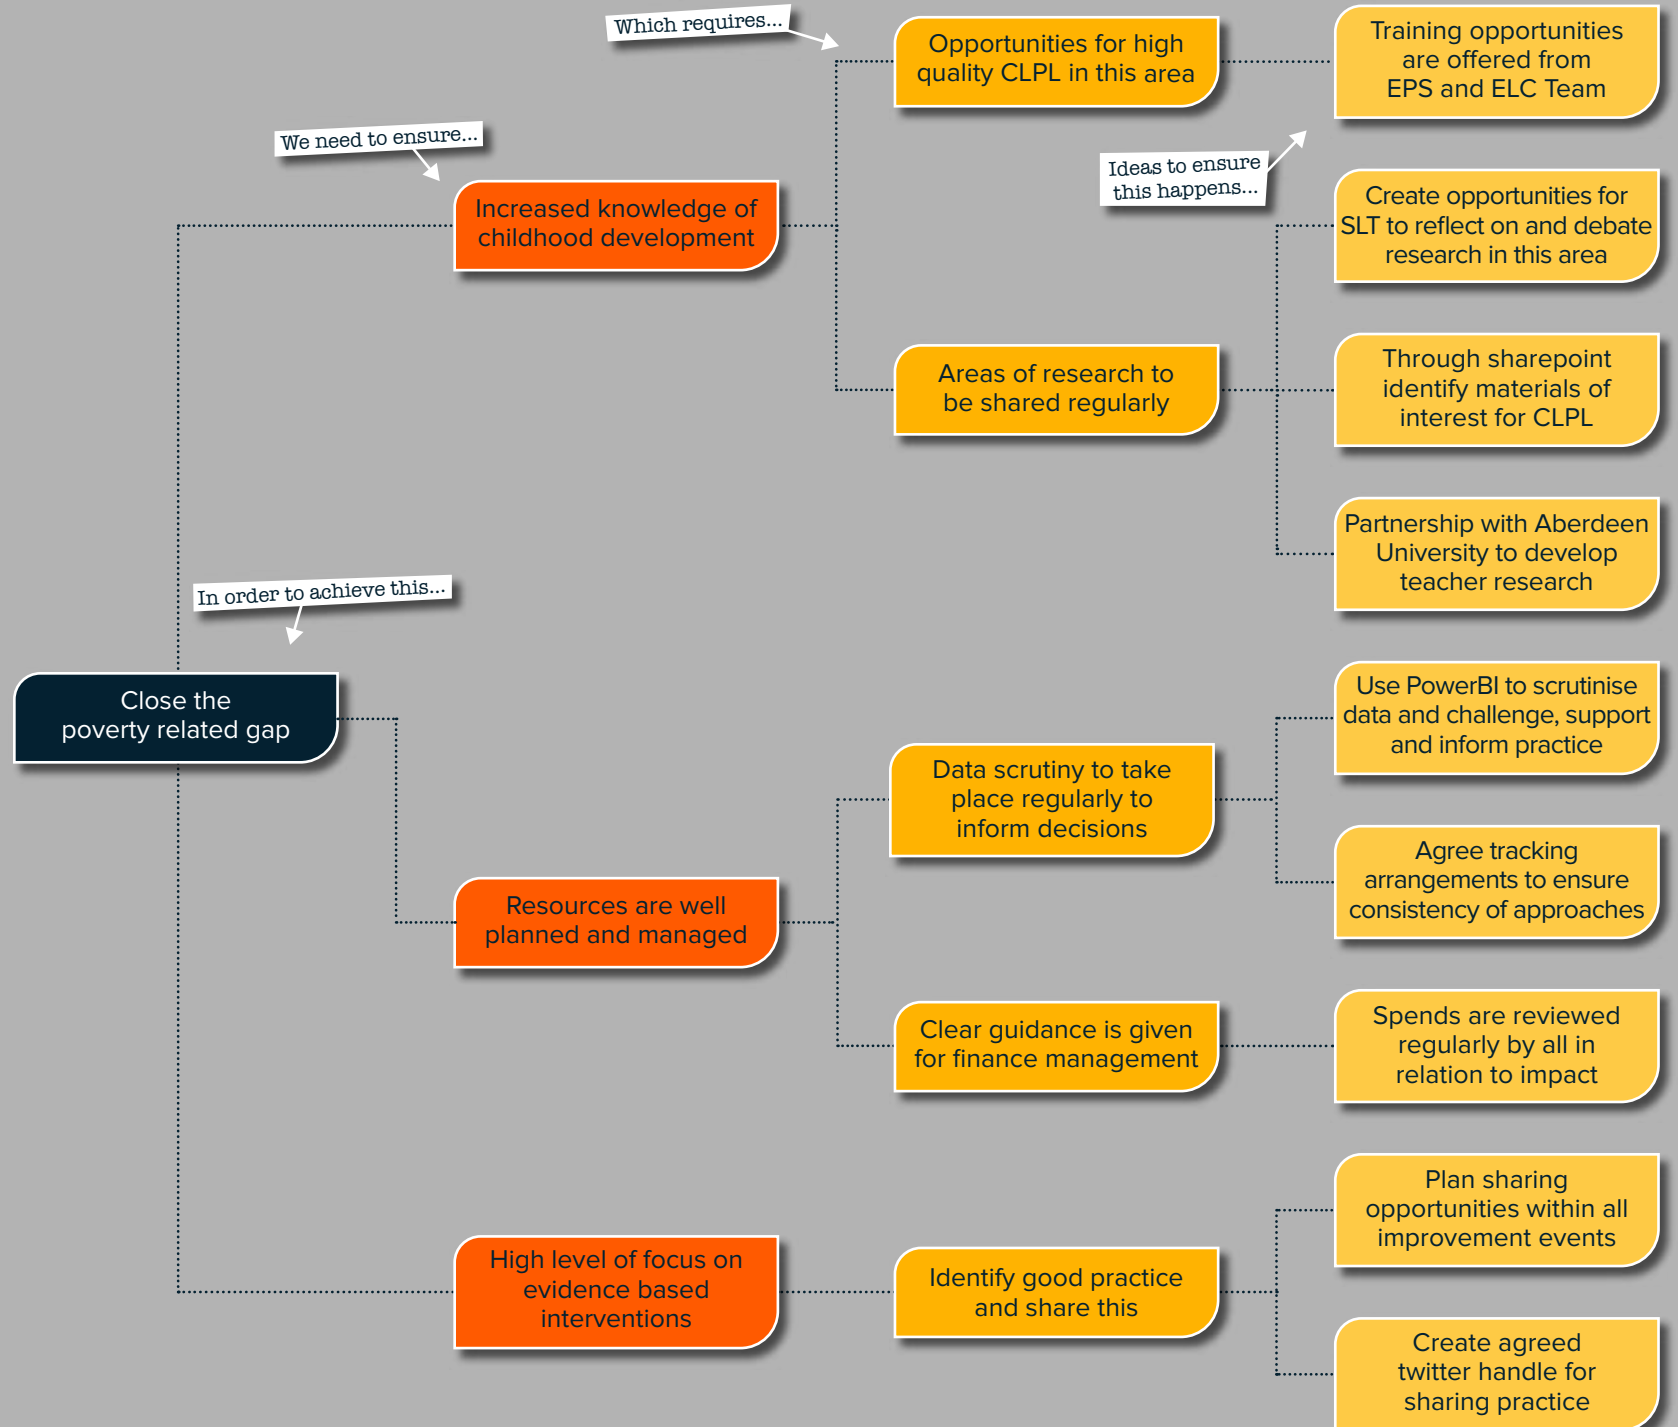 Which requires...
Opportunities for high
quality CLPL in this area
Training opportunities
are offered from
EPS and ELC Team
We need to ensure...
Ideas to ensure
this happens...
Increased knowledge of
childhood development
Create opportunities for
SLT to reflect on and debate
research in this area
Areas of research to
be shared regularly
Through sharepoint
identify materials of
interest for CLPL
Partnership with Aberdeen
University to develop
teacher research
In order to achieve this...
Close the
poverty related gap
Use PowerBI to scrutinise
data and challenge, support
and inform practice
Data scrutiny to take
place regularly to
inform decisions
Agree tracking
arrangements to ensure
consistency of approaches
Resources are well
planned and managed
Clear guidance is given
for finance management
Spends are reviewed
regularly by all in
relation to impact
Plan sharing
opportunities within all
improvement events
High level of focus on
evidence based
interventions
Identify good practice
and share this
Create agreed
twitter handle for
sharing practice